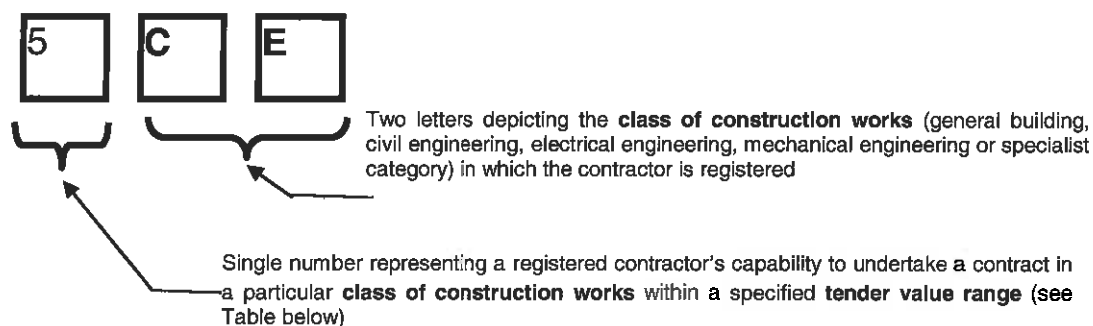 5 C E
Two letters depicting the class of construction works (general building,
civil engineering, electrical engineering, mechanical engineering or specialist
category) in which the contractor is registered
Single number representing a registered contractor's capability to undertake a contract in
a particular class of construction works within a specified tender value range (see
Table below)